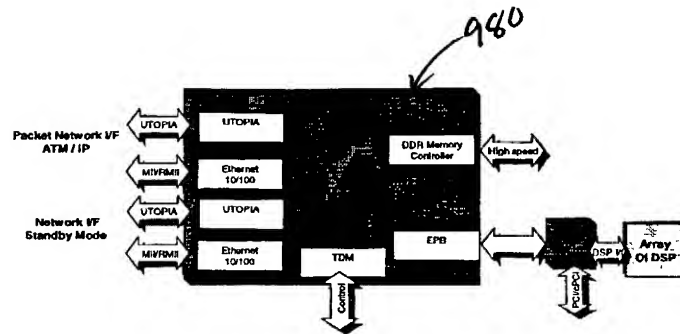 980
Packet Network I/F
ATM / IP
UTOPIA
UTOPIA
MII/RMII
Ethernet
10/100
Network I/F
Standby Mode
UTOPIA
UTOPIA
MII/RMII
Ethernet
10/100
TDM
Control
DDR Memory
Controller
High speed
EPB
DSP I/
Array
Of DSP
PCI/cPCI